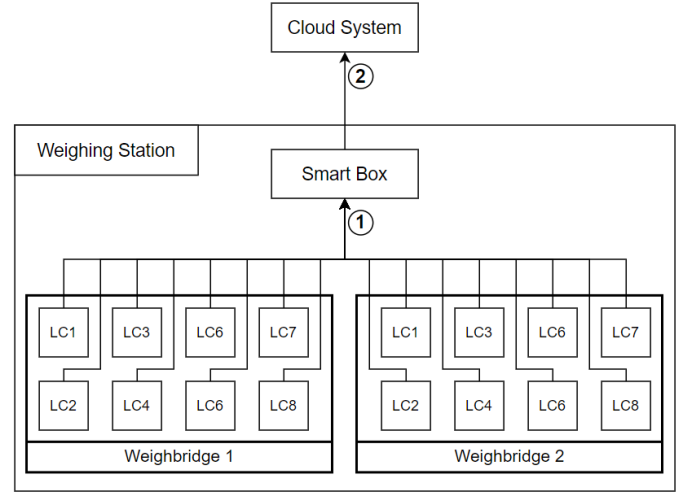 Cloud System
2
Weighing Station
Smart Box
1
LC1 LC3 LC6 LC7 LC1 LC3 LC6 LC7
LC2 LC4 LC6 LC8 LC2 LC4 LC6 LC8
Weighbridge 1 Weighbridge 2